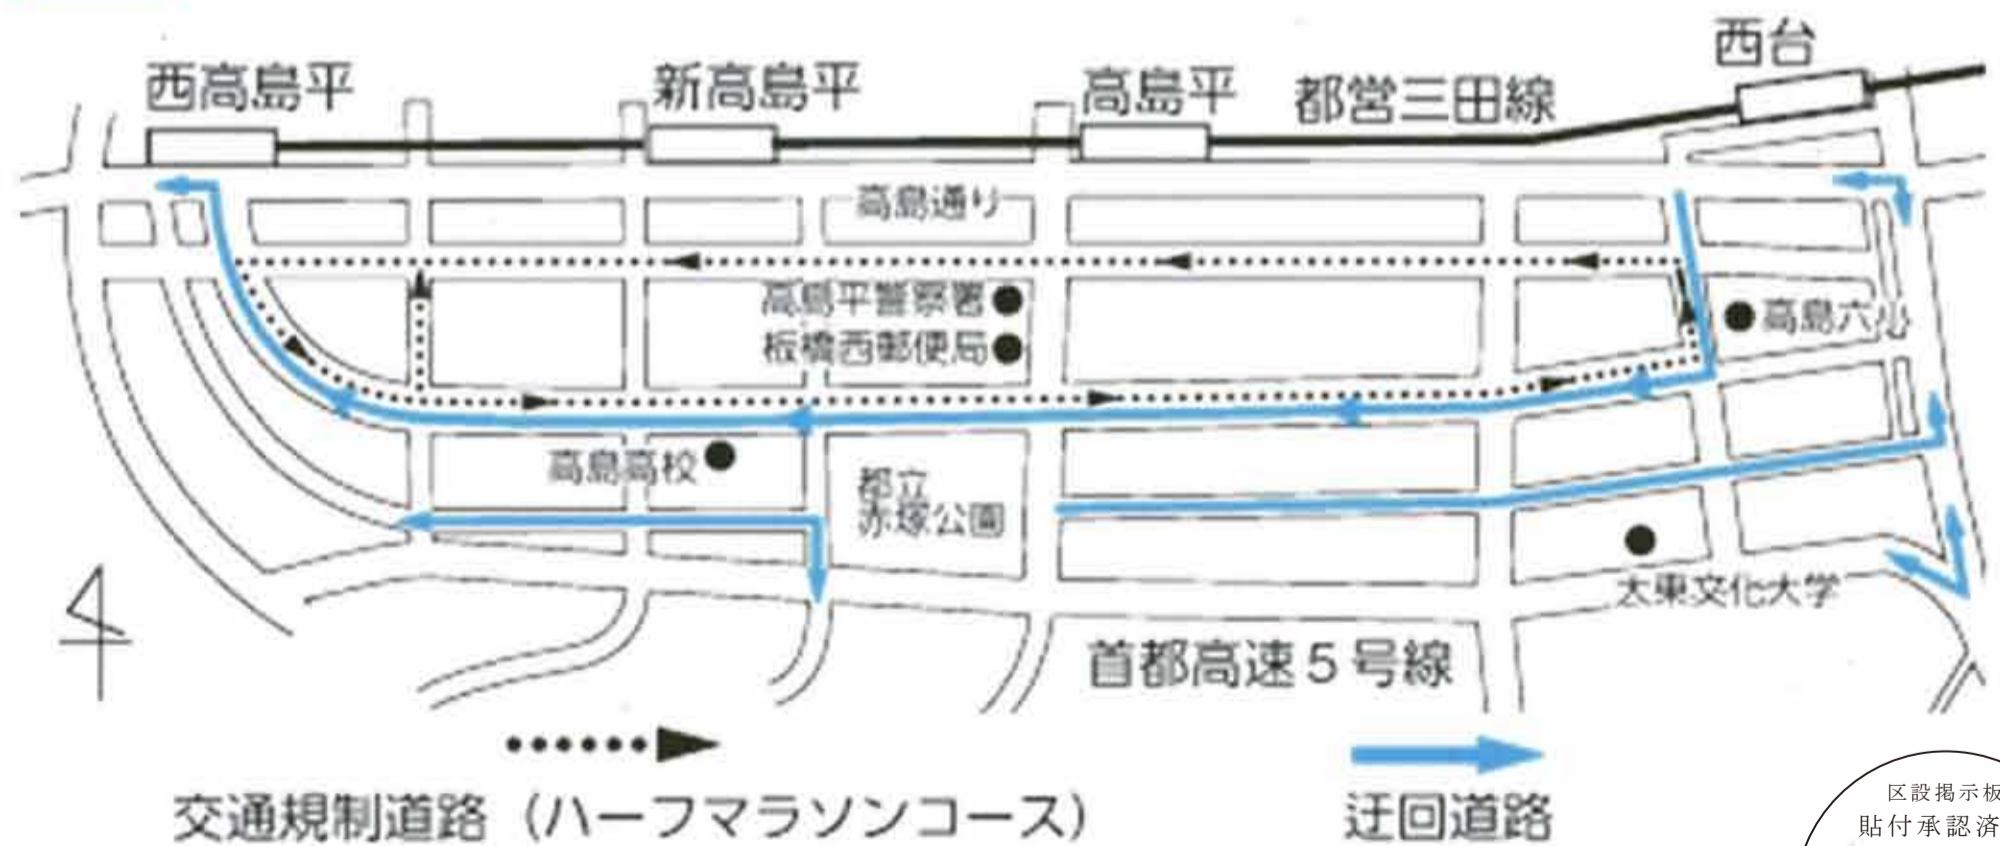 西台
西高島平
新高島平
高島平
都営三田線
高島通り
高島平警察署
板橋西郵便局
高島六小
高島高校
都立
赤塚公園
大東文化大学
首都高速5号線
交通規制道路（ハーフマラソンコース）
迂回道路
区設掲示板
貼付承認済